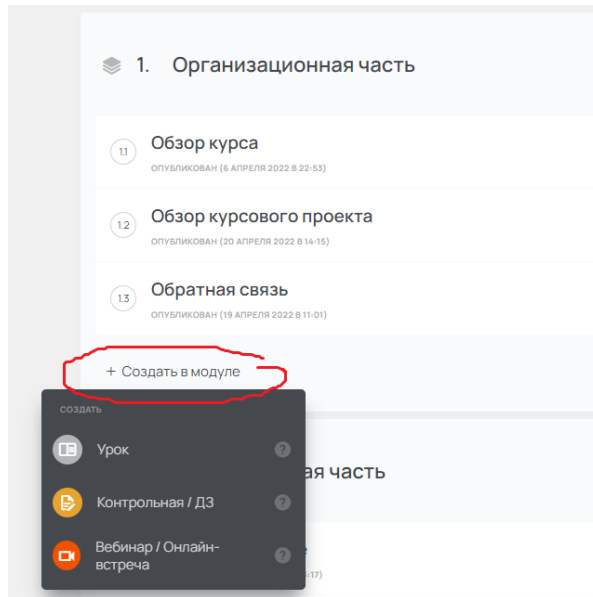 1. Организационная часть
1.1 Обзор курса
ОПУБЛИКОВАН (6 АПРЕЛЯ 2022 В 22:53)
1.2 Обзор курсового проекта
ОПУБЛИКОВАН (20 АПРЕЛЯ 2022 В 14:15)
1.3 Обратная связь
ОПУБЛИКОВАН (19 АПРЕЛЯ 2022 В 11:01)
+ Создать в модуле
СОЗДАТЬ
Урок ?
ая часть
Контрольная / ДЗ ?
Вебинар / Онлайн-
встреча ?
:17)